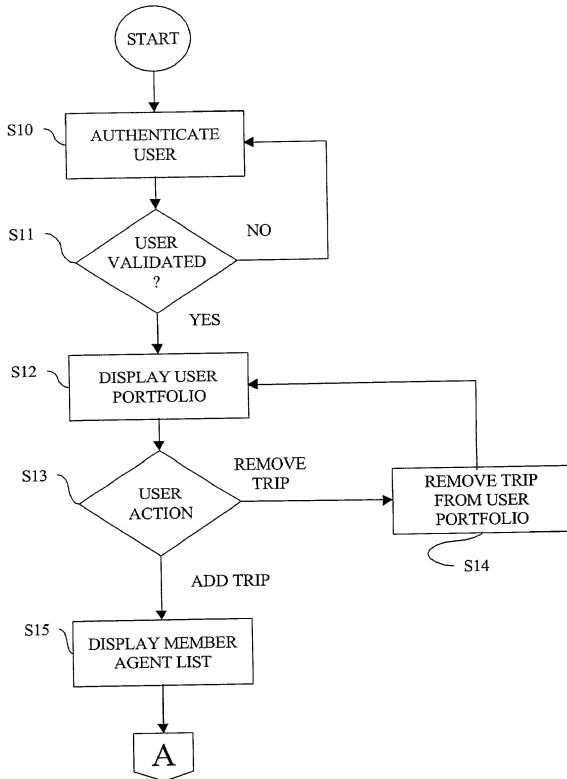 START
S10
AUTHENTICATE
USER
S11
USER
VALIDATED
?
NO
YES
S12
DISPLAY USER
PORTFOLIO
S13
USER
ACTION
REMOVE
TRIP
REMOVE TRIP
FROM USER
PORTFOLIO
S14
ADD TRIP
S15
DISPLAY MEMBER
AGENT LIST
A